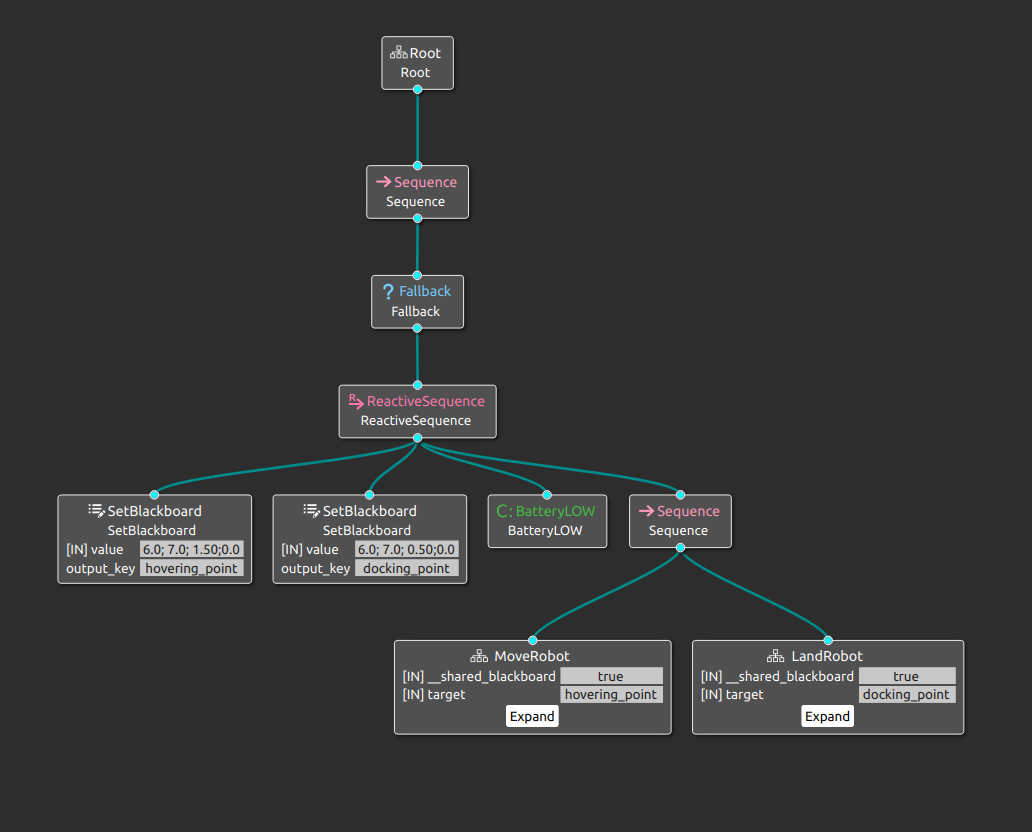 Root
Root
Sequence
Sequence
? Fallback
Fallback
R ReactiveSequence
ReactiveSequence
SetBlackboard
SetBlackboard
[IN] value 6.0; 7.0; 1.50;0.0
output_key hovering_point
SetBlackboard
SetBlackboard
[IN] value 6.0; 7.0; 0.50;0.0
output_key docking_point
C: BatteryLOW
BatteryLOW
Sequence
Sequence
MoveRobot
[IN] __shared_blackboard true
[IN] target hovering_point
Expand
LandRobot
[IN] __shared_blackboard true
[IN] target docking_point
Expand